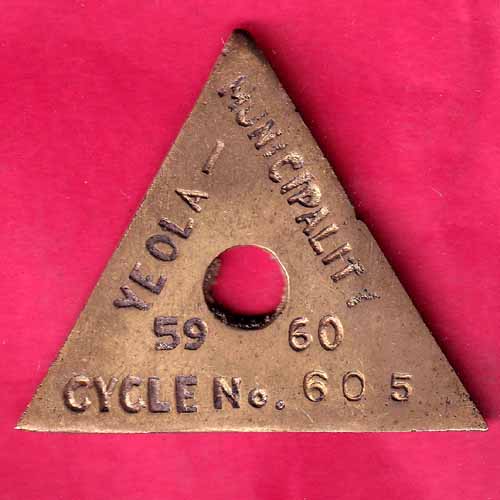 YEOLA -
MUNICIPALITY
59 60
CYCLE No. 605